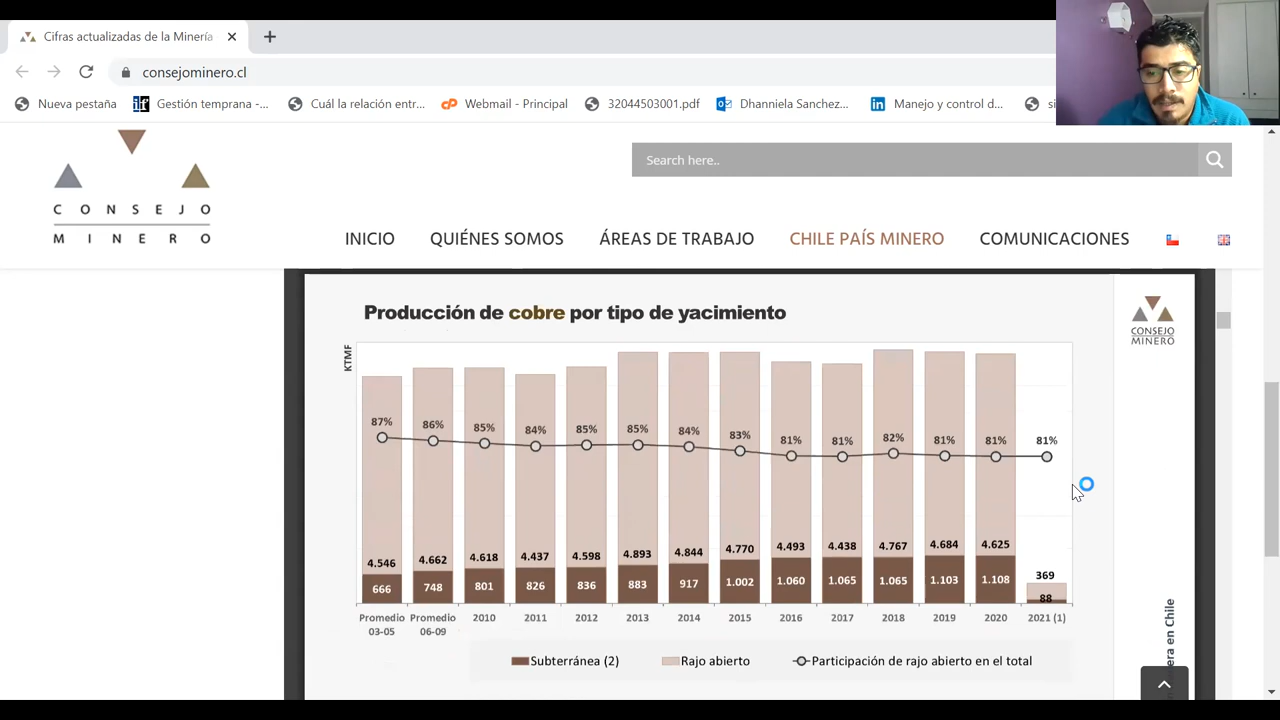 Cifras actualizadas de la Minería
consejominero.cl
Nueva pestaña
Gestión temprana -...
Cuál la relación entr...
Webmail - Principal
32044503001.pdf
Dhanniela Sanchez...
Manejo y control d...
CONSEJO
MINERO
Search here..
INICIO QUIÉNES SOMOS ÁREAS DE TRABAJO CHILE PAÍS MINERO COMUNICACIONES
Producción de cobre por tipo de yacimiento
CONSEJO
MINERO
KTMF
87% 86% 85% 84% 85% 85% 84% 83% 81% 81% 82% 81% 81% 81%
4.546 4.662 4.618 4.437 4.598 4.893 4.844 4.770 4.493 4.438 4.767 4.684 4.625 369
666 748 801 826 836 883 917 1.002 1.060 1.065 1.065 1.103 1.108 88
Promedio 03-05 Promedio 06-09 2010 2011 2012 2013 2014 2015 2016 2017 2018 2019 2020 2021 (1)
Subterránea (2) Rajo abierto Participación de rajo abierto en el total
en Chile